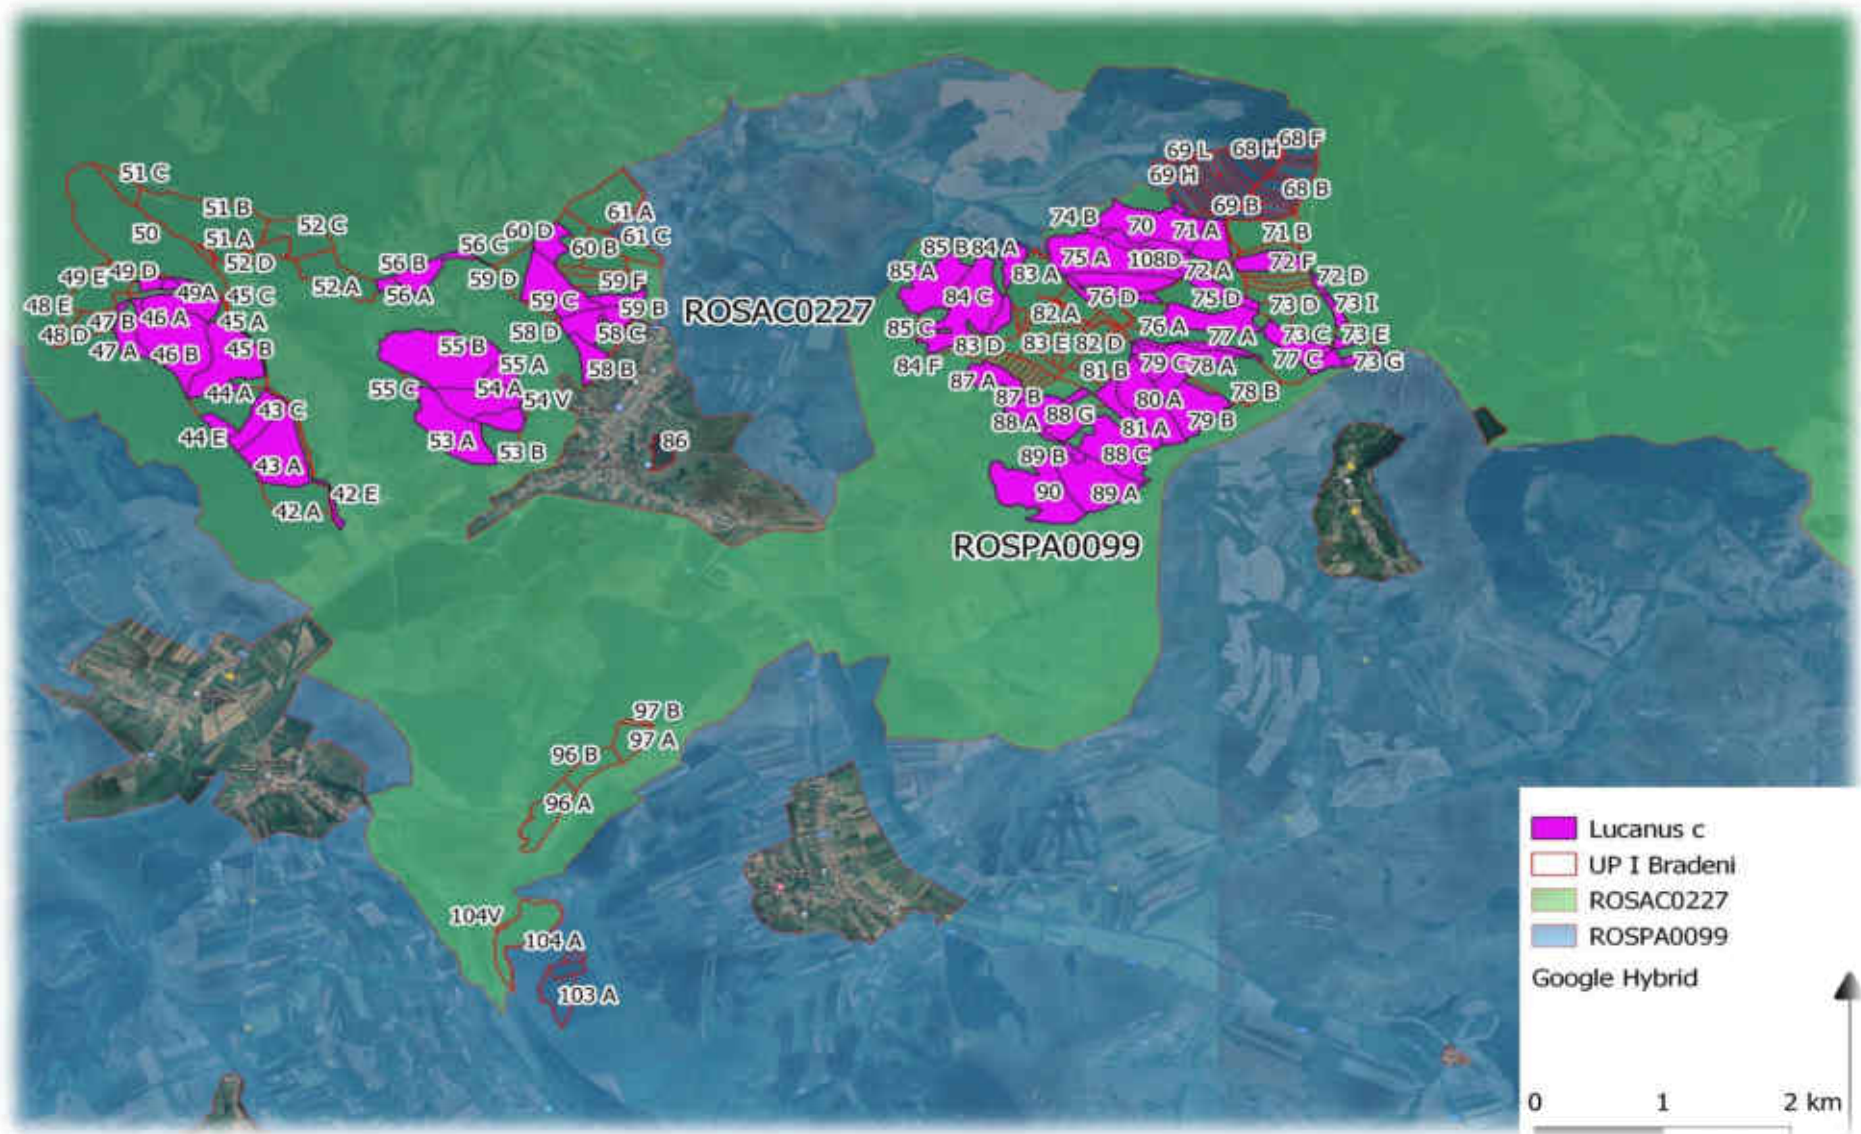 68 F
69 L
68 H
51 C
69 H
68 B
51 B
61 A
69 B
52 C
60 D
74 B
70
71 A
71 B
50
51 A
56 C
60 B
61 C
85 B
84 A
52 D
56 B
75 A
108D
72 F
49 E
49 D
59 D
59 F
85 A
83 A
72 A
72 D
52 A
56 A
49A
45 C
84 C
76 D
75 D
73 D
73 I
48 E
59 C
59 B
ROSAC0227
82 A
47 B
46 A
45 A
58 D
58 C
85 C
76 A
77 A
73 C
73 E
48 D
47 A
46 B
45 B
55 B
83 D
83 E
82 D
55 A
58 B
84 F
79 C
78 A
77 C
73 G
81 B
44 A
55 C
54 A
54 V
87 A
87 B
80 A
78 B
43 C
88 A
88 G
79 B
44 E
53 A
53 B
86
81 A
43 A
89 B
88 C
42 E
90
89 A
42 A
ROSPA0099
97 B
97 A
96 B
96 A
104V
104 A
103 A
Lucanus c
UP I Bradeni
ROSAC0227
ROSPA0099
Google Hybrid
0 1 2 km